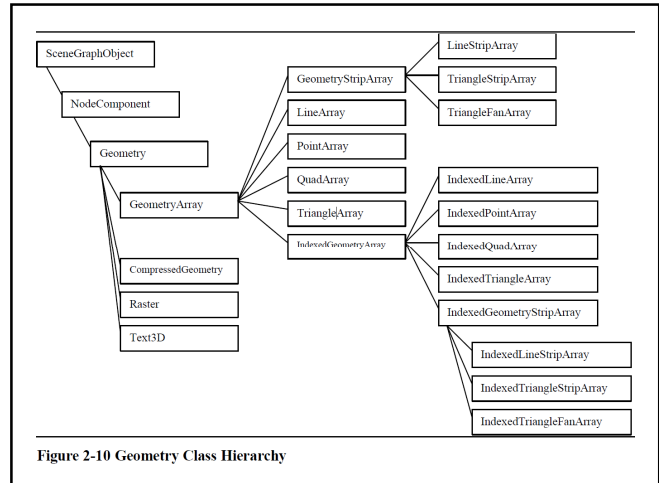 SceneGraphObject
NodeComponent
Geometry
GeometryArray
CompressedGeometry
Raster
Text3D
GeometryStripArray
LineArray
PointArray
QuadArray
TriangleArray
IndexedGeometryArray
LineStripArray
TriangleStripArray
TriangleFanArray
IndexedLineArray
IndexedPointArray
IndexedQuadArray
IndexedTriangleArray
IndexedGeometryStripArray
IndexedLineStripArray
IndexedTriangleStripArray
IndexedTriangleFanArray
Figure 2-10 Geometry Class Hierarchy